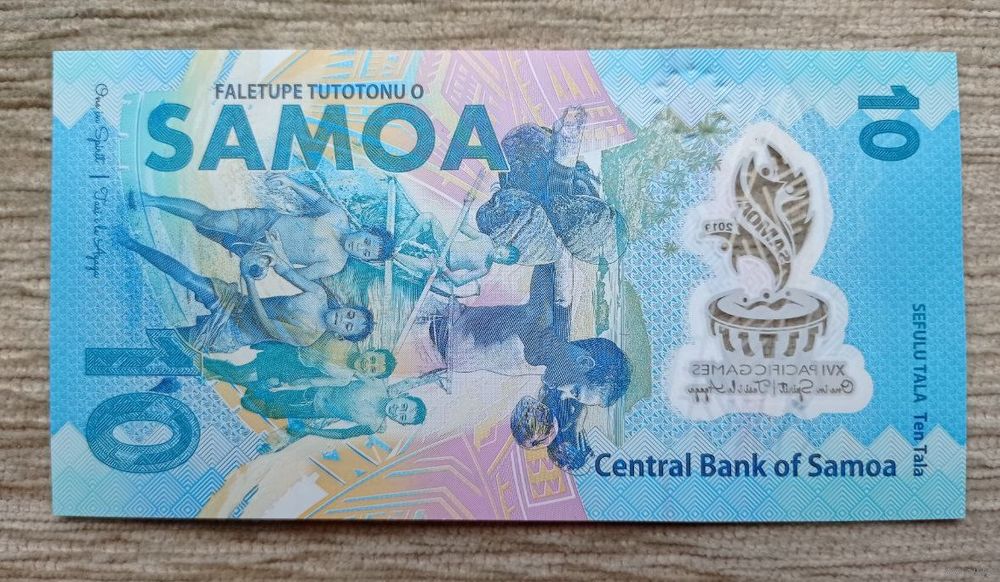 FALETUPE TUTOTONU O
SAMOA
10
One in Spirit | Tasi le Agaga
10
SAMOA
2019
XVI PACIFIC GAMES
One in Spirit | Tasi le Agaga
SEFULU TALA Ten Tala
Central Bank of Samoa